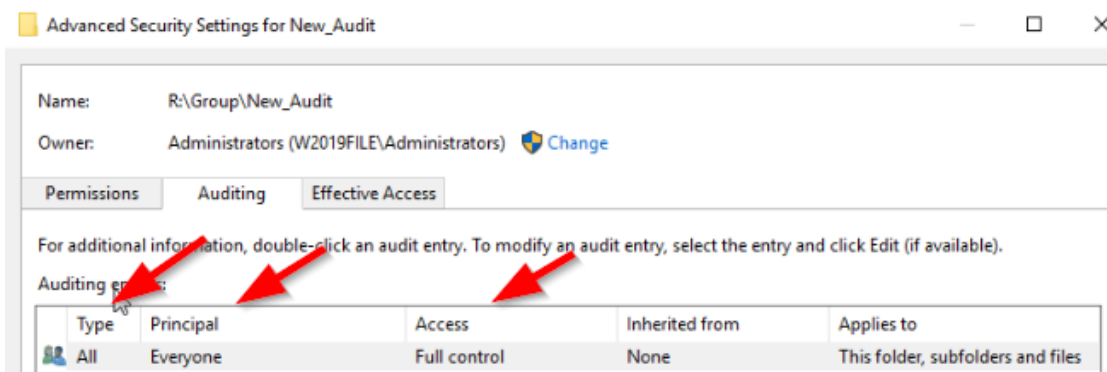 Advanced Security Settings for New_Audit
Name: R:\Group\New_Audit
Owner: Administrators (W2019FILE\Administrators) Change
Permissions Auditing Effective Access
For additional information, double-click an audit entry. To modify an audit entry, select the entry and click Edit (if available).
Auditing entries:
Type Principal Access Inherited from Applies to
All Everyone Full control None This folder, subfolders and files